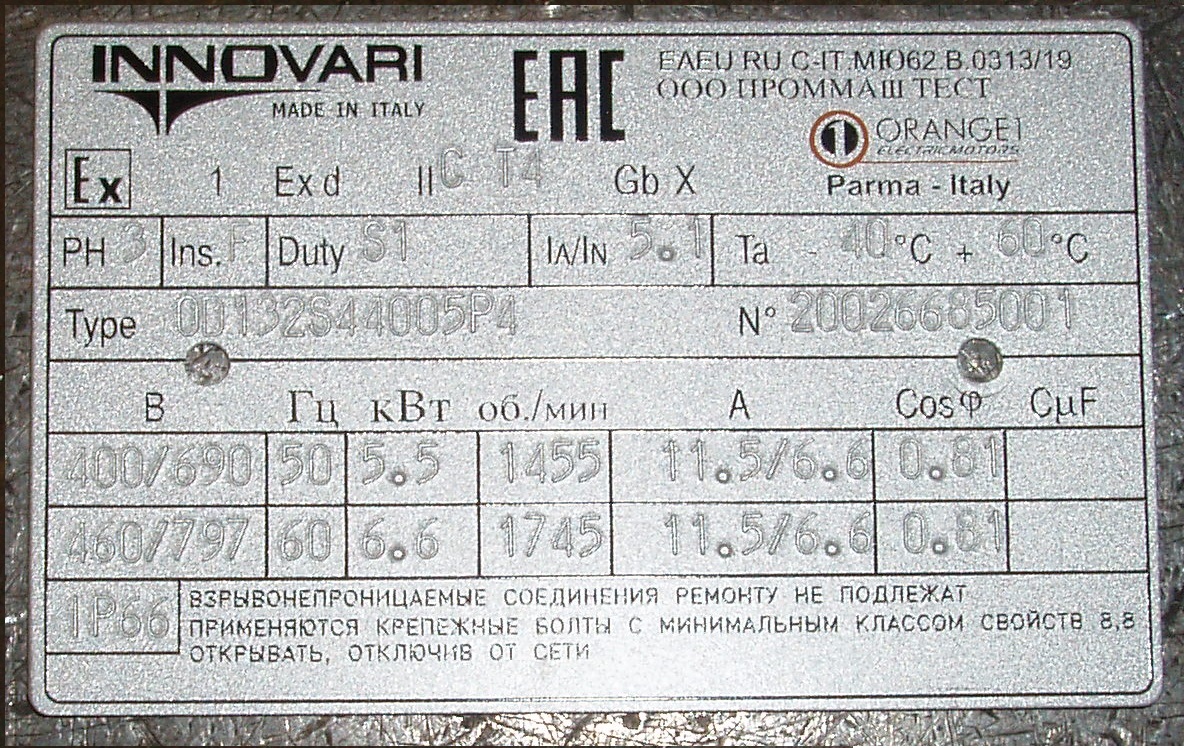 INNOVARI
MADE IN ITALY
EAC
EAEU RU C-IT.МЮ62.В.0313/19
ООО ПРОММАШ ТЕСТ
1 ORANGE1
ELECTRIC MOTORS
Parma - Italy
Ex 1 Ex d IIC T4 Gb X
PH 3 Ins. F Duty S1 IA/IN 5.1 Ta - 40°C + 60°C
Type OD132S44005P4 N° 20026685001
В Гц кВт об./мин А Cosφ CμF
400/690 50 5.5 1455 11.5/6.6 0.81
460/797 60 6.6 1745 11.5/6.6 0.81
IP66
ВЗРЫВОНЕПРОНИЦАЕМЫЕ СОЕДИНЕНИЯ РЕМОНТУ НЕ ПОДЛЕЖАТ
ПРИМЕНЯЮТСЯ КРЕПЕЖНЫЕ БОЛТЫ С МИНИМАЛЬНЫМ КЛАССОМ СВОЙСТВ 8,8
ОТКРЫВАТЬ, ОТКЛЮЧИВ ОТ СЕТИ